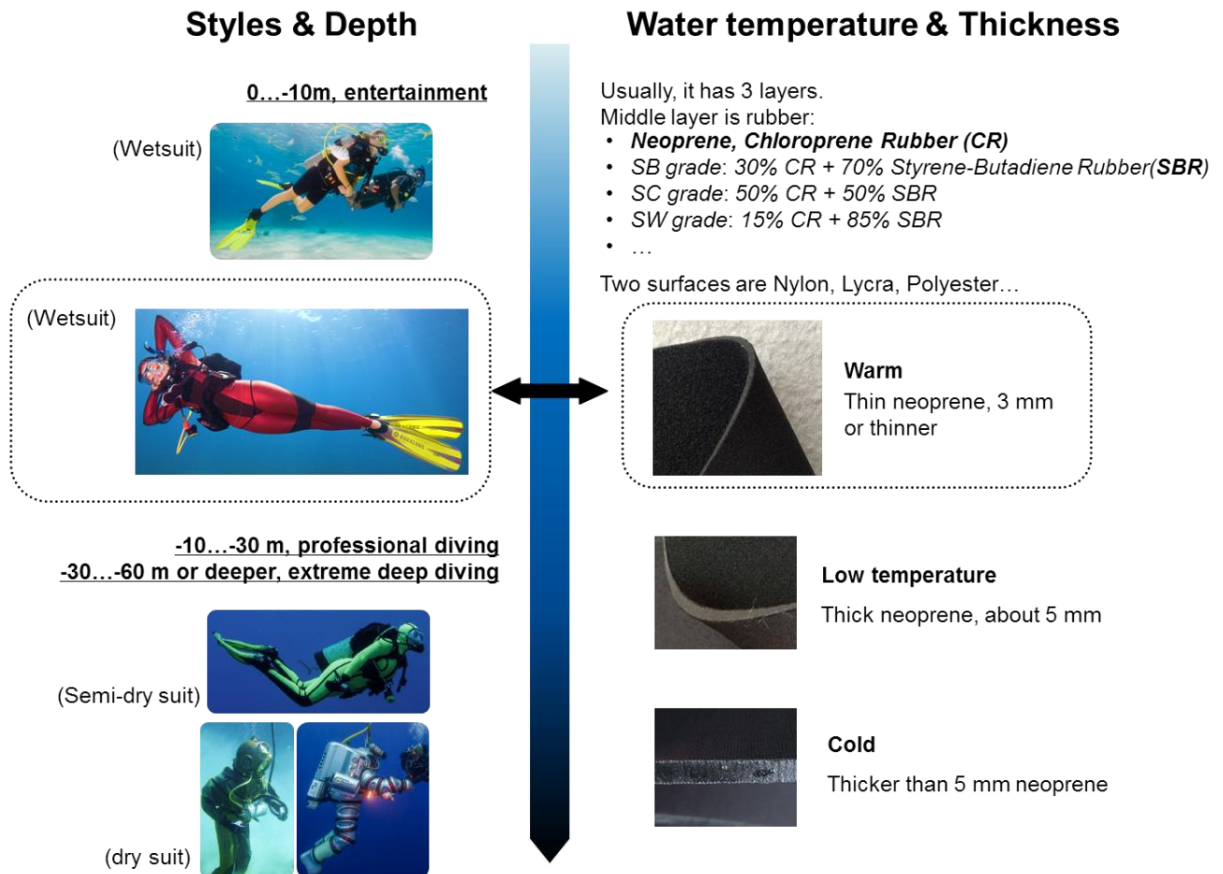 Styles & Depth
0…-10m, entertainment
(Wetsuit)
(Wetsuit)
-10…-30 m, professional diving
-30…-60 m or deeper, extreme deep diving
(Semi-dry suit)
(dry suit)
Water temperature & Thickness
Usually, it has 3 layers.
Middle layer is rubber:
• Neoprene, Chloroprene Rubber (CR)
• SB grade: 30% CR + 70% Styrene-Butadiene Rubber(SBR)
• SC grade: 50% CR + 50% SBR
• SW grade: 15% CR + 85% SBR
• …
Two surfaces are Nylon, Lycra, Polyester…
Warm
Thin neoprene, 3 mm
or thinner
Low temperature
Thick neoprene, about 5 mm
Cold
Thicker than 5 mm neoprene